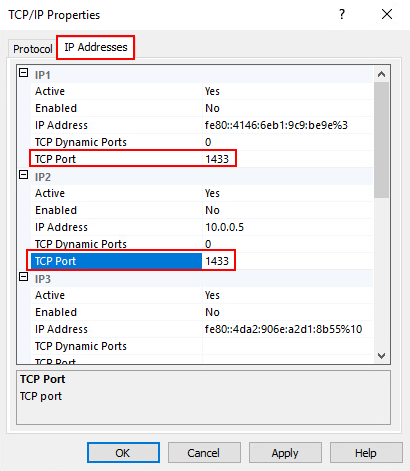 TCP/IP Properties
Protocol IP Addresses
IP1
Active Yes
Enabled No
IP Address fe80::4146:6eb1:9c9:be9e%3
TCP Dynamic Ports 0
TCP Port 1433
IP2
Active Yes
Enabled No
IP Address 10.0.0.5
TCP Dynamic Ports 0
TCP Port 1433
IP3
Active Yes
Enabled No
IP Address fe80::4da2:906e:a2d1:8b55%10
TCP Dynamic Ports
TCP Port
TCP Port
TCP port
OK Cancel Apply Help